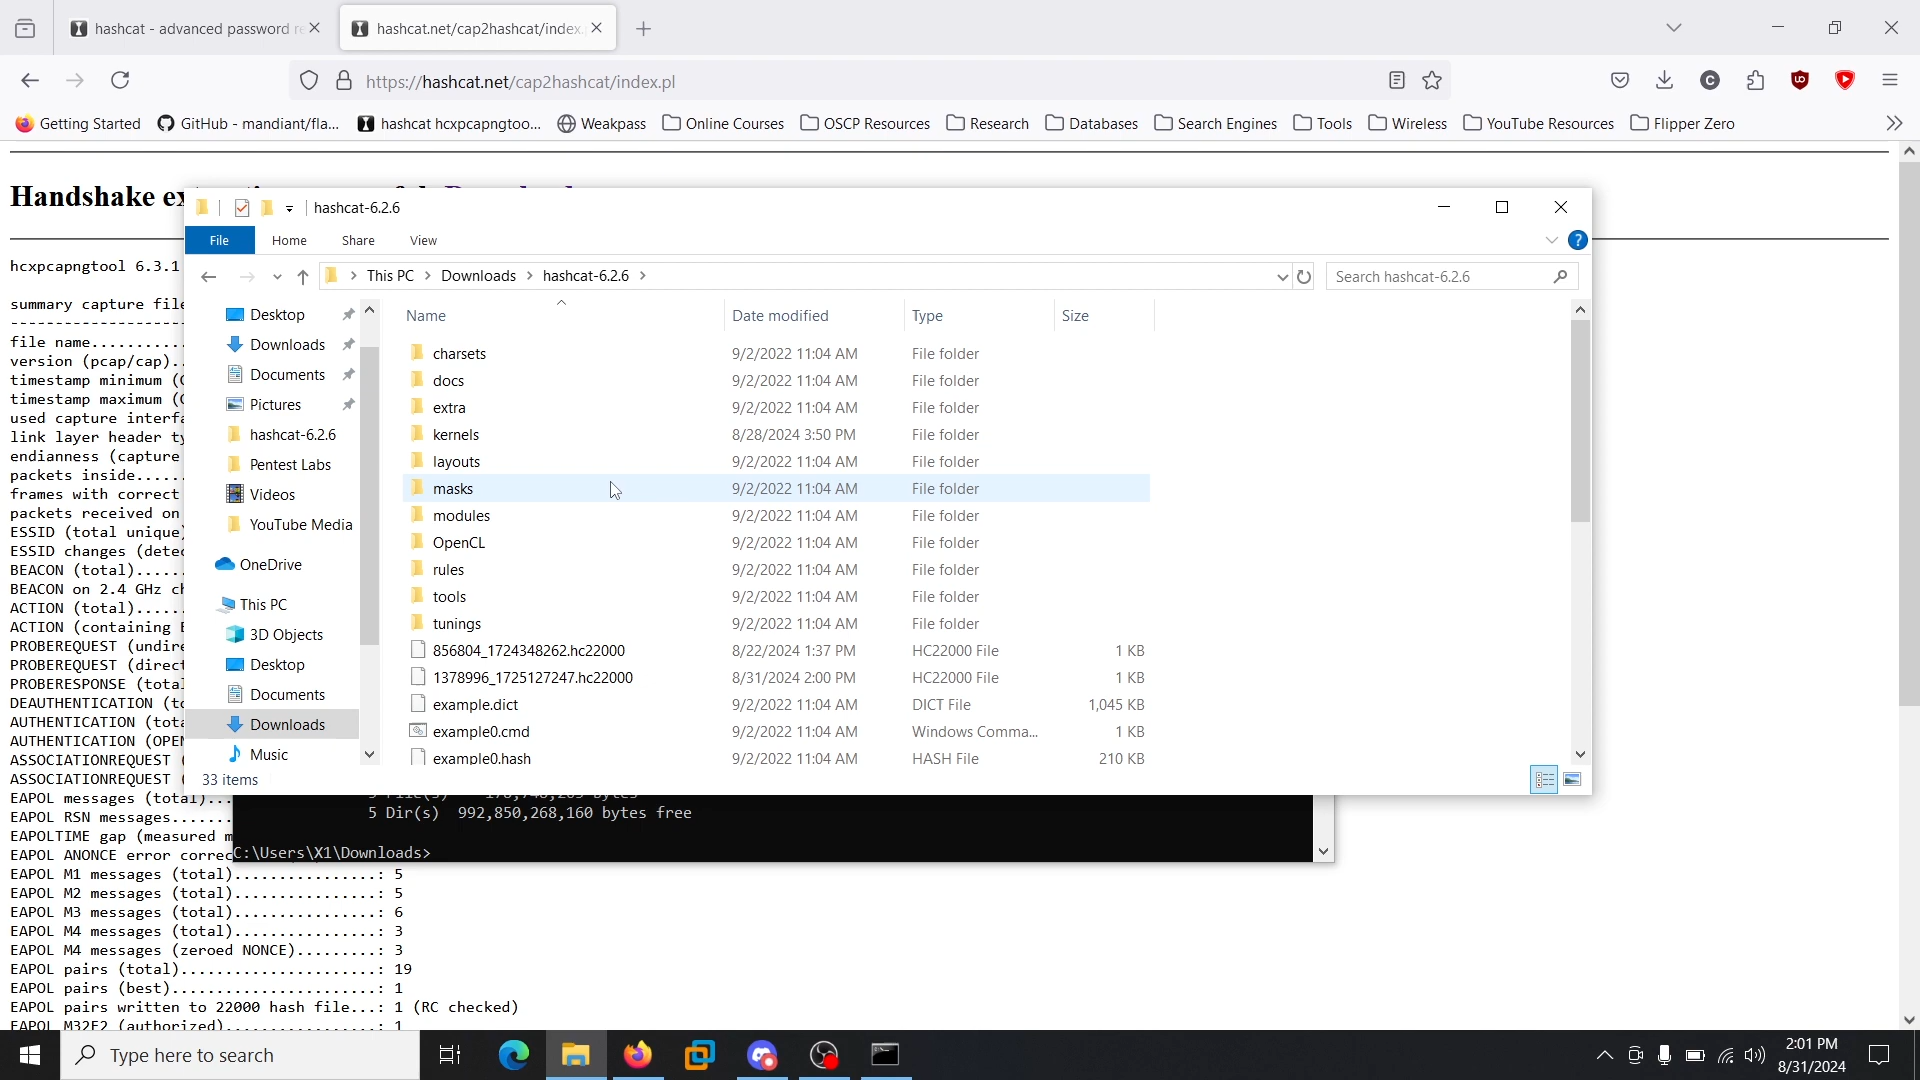 hashcat - advanced password re
hashcat.net/cap2hashcat/index.
https://hashcat.net/cap2hashcat/index.pl
Getting Started
GitHub - mandiant/fla...
hashcat hcxpcapngtoo...
Weakpass
Online Courses
OSCP Resources
Research
Databases
Search Engines
Tools
Wireless
YouTube Resources
Flipper Zero
Handshake ex
hcxpcapngtool 6.3.1
summary capture file
--------------------
file name...........
version (pcap/cap)..
timestamp minimum (G
timestamp maximum (G
used capture interfa
link layer header ty
endianness (capture
packets inside......
frames with correct
packets received on
ESSID (total unique)
ESSID changes (detec
BEACON (total)......
BEACON on 2.4 GHz ch
ACTION (total)......
ACTION (containing E
PROBEREQUEST (undire
PROBEREQUEST (direct
PROBERESPONSE (total
DEAUTHENTICATION (to
AUTHENTICATION (tota
AUTHENTICATION (OPEN
ASSOCIATIONREQUEST (
ASSOCIATIONREQUEST (
EAPOL messages (total)...
EAPOL RSN messages.......
EAPOLTIME gap (measured m
EAPOL ANONCE error correc
EAPOL M1 messages (total)................: 5
EAPOL M2 messages (total)................: 5
EAPOL M3 messages (total)................: 6
EAPOL M4 messages (total)................: 3
EAPOL M4 messages (zeroed NONCE).........: 3
EAPOL pairs (total)......................: 19
EAPOL pairs (best).......................: 1
EAPOL pairs written to 22000 hash file...: 1 (RC checked)
EAPOL M32E2 (authorized).................: 1
hashcat-6.2.6
File
Home
Share
View
This PC
Downloads
hashcat-6.2.6
Search hashcat-6.2.6
Desktop
Downloads
Documents
Pictures
hashcat-6.2.6
Pentest Labs
Videos
YouTube Media
OneDrive
This PC
3D Objects
Desktop
Documents
Downloads
Music
Name Date modified Type Size
charsets 9/2/2022 11:04 AM File folder
docs 9/2/2022 11:04 AM File folder
extra 9/2/2022 11:04 AM File folder
kernels 8/28/2024 3:50 PM File folder
layouts 9/2/2022 11:04 AM File folder
masks 9/2/2022 11:04 AM File folder
modules 9/2/2022 11:04 AM File folder
OpenCL 9/2/2022 11:04 AM File folder
rules 9/2/2022 11:04 AM File folder
tools 9/2/2022 11:04 AM File folder
tunings 9/2/2022 11:04 AM File folder
856804_1724348262.hc22000 8/22/2024 1:37 PM HC22000 File 1 KB
1378996_1725127247.hc22000 8/31/2024 2:00 PM HC22000 File 1 KB
example.dict 9/2/2022 11:04 AM DICT File 1,045 KB
example0.cmd 9/2/2022 11:04 AM Windows Comma... 1 KB
example0.hash 9/2/2022 11:04 AM HASH File 210 KB
33 items
5 Dir(s) 992,850,268,160 bytes free
C:\Users\X1\Downloads>
Type here to search
2:01 PM
8/31/2024